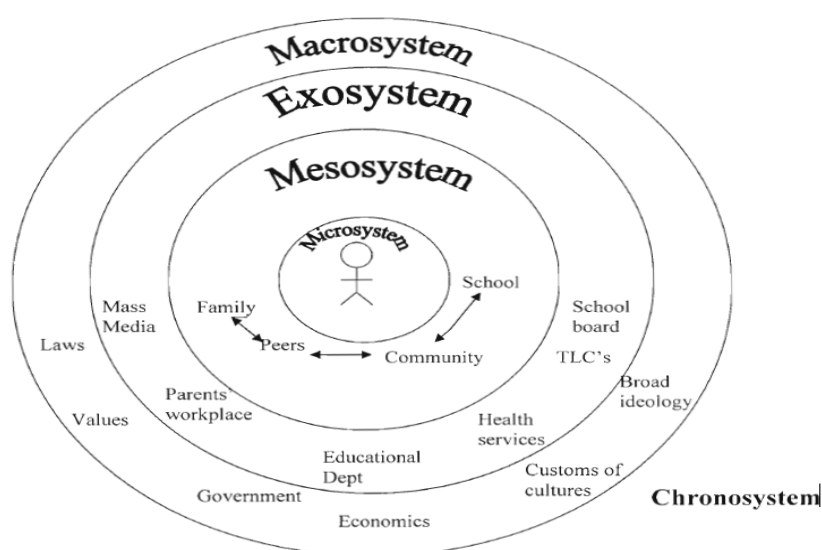 Macrosystem
Exosystem
Mesosystem
Microsystem
School
Family
Mass
Media
School
board
Laws
Peers
Community
TLC's
Parents'
workplace
Broad
ideology
Values
Health
services
Educational
Dept
Customs of
cultures
Government
Chronosystem
Economics